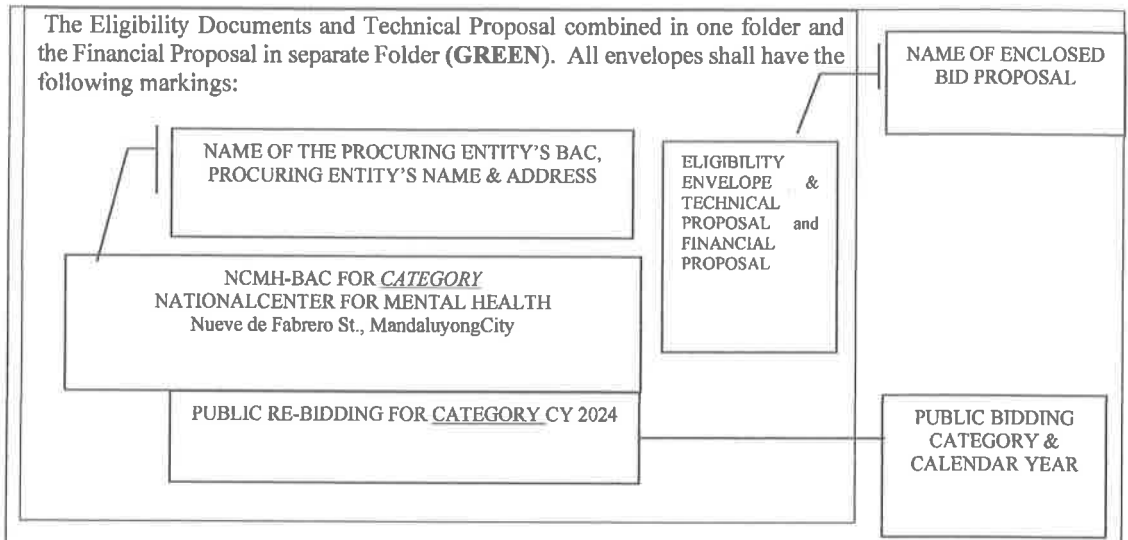 The Eligibility Documents and Technical Proposal combined in one folder and
the Financial Proposal in separate Folder (GREEN). All envelopes shall have the
following markings:
NAME OF ENCLOSED
BID PROPOSAL
NAME OF THE PROCURING ENTITY'S BAC,
PROCURING ENTITY'S NAME & ADDRESS
ELIGIBILITY
ENVELOPE &
TECHNICAL
PROPOSAL and
FINANCIAL
PROPOSAL
NCMH-BAC FOR CATEGORY
NATIONALCENTER FOR MENTAL HEALTH
Nueve de Fabrero St., MandaluyongCity
PUBLIC RE-BIDDING FOR CATEGORY CY 2024
PUBLIC BIDDING
CATEGORY &
CALENDAR YEAR